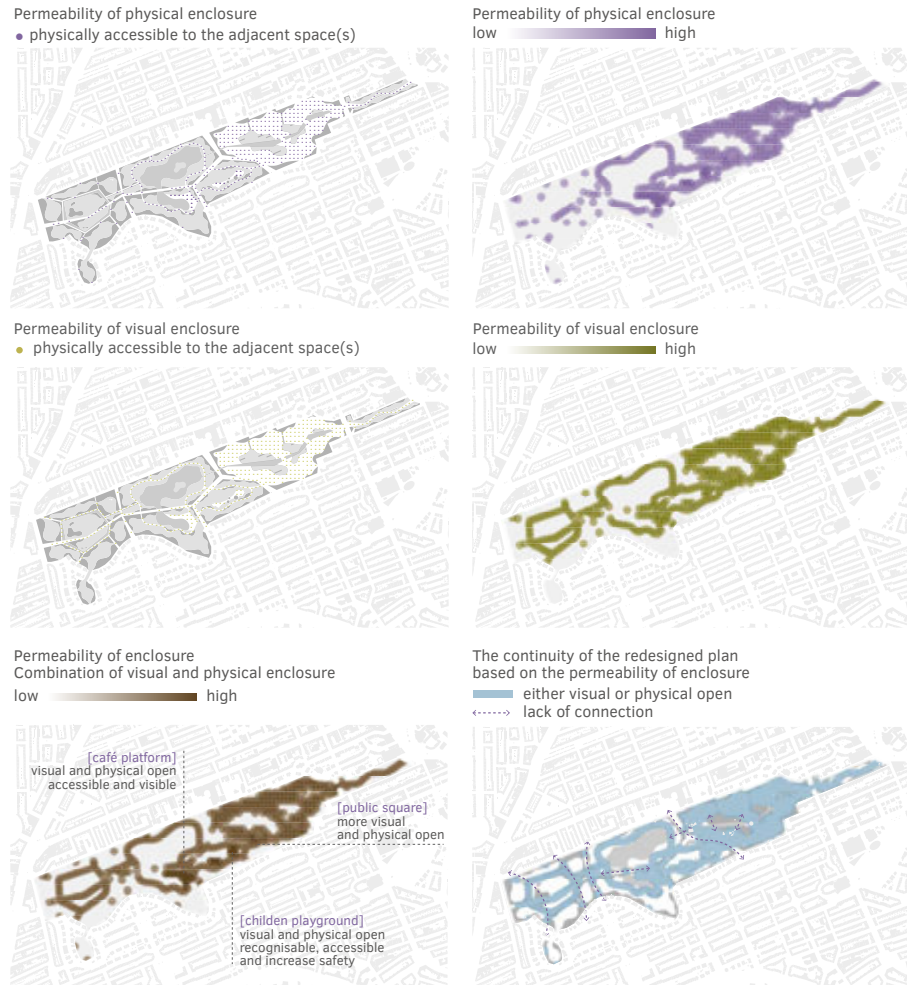 Permeability of physical enclosure
physically accessible to the adjacent space(s)
Permeability of physical enclosure
low high
Permeability of visual enclosure
physically accessible to the adjacent space(s)
Permeability of visual enclosure
low high
Permeability of enclosure
Combination of visual and physical enclosure
low high
[café platform]
visual and physical open
accessible and visible
[public square]
more visual
and physical open
[childen playground]
visual and physical open
recognisable, accessible
and increase safety
The continuity of the redesigned plan
based on the permeability of enclosure
either visual or physical open
lack of connection